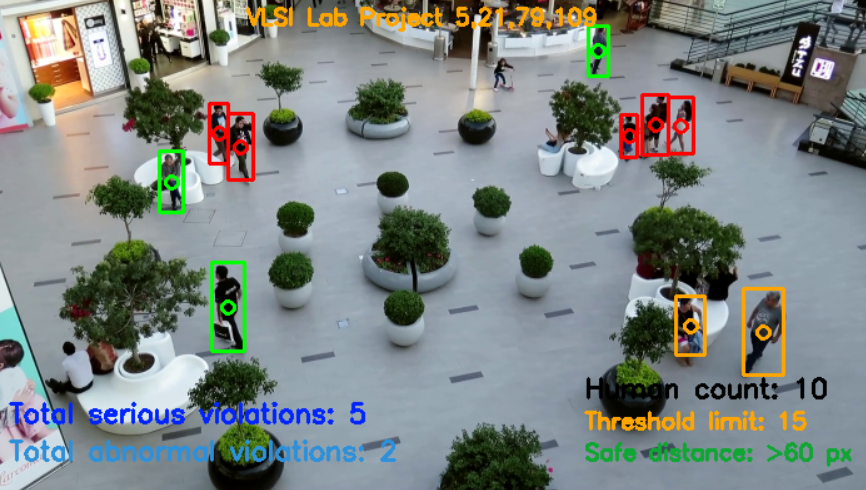 VLSI Lab Project 5,21,79,109
Human count: 10
Total serious violations: 5
Threshold limit: 15
Total abnormal violations: 2
Safe distance: >60 px